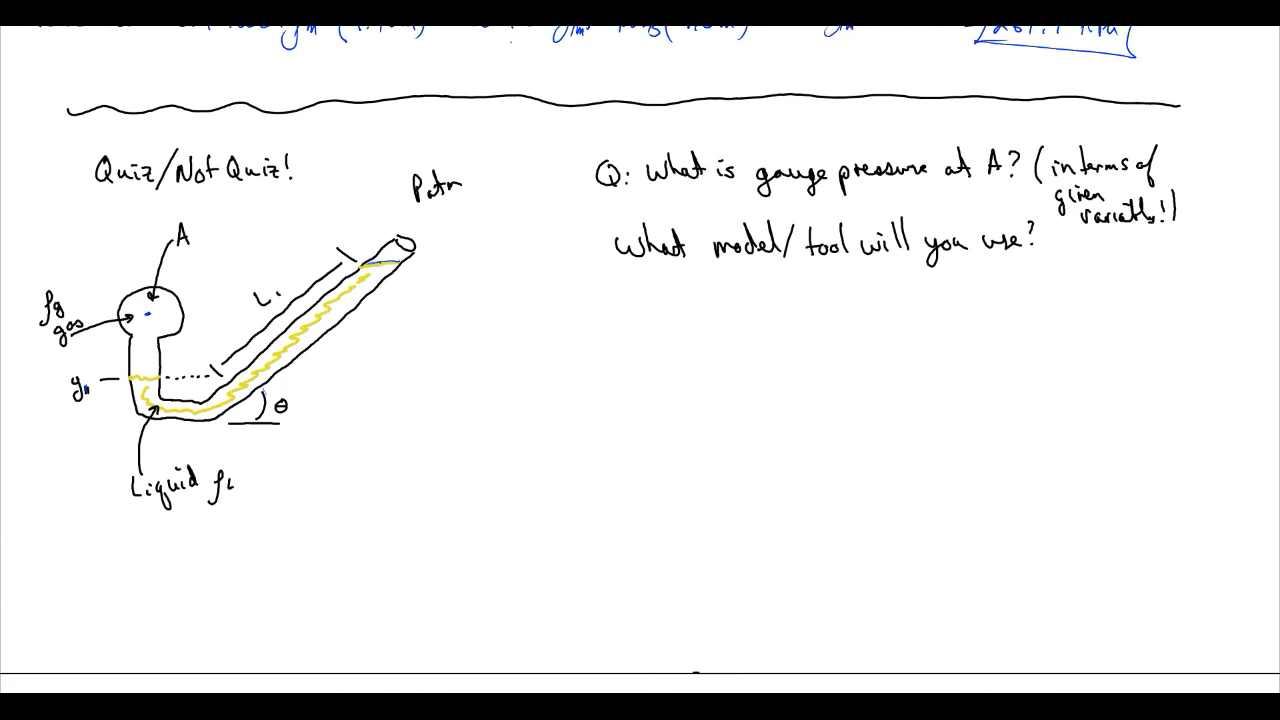 Quiz/Not Quiz!
Q: What is gauge pressure at A? (in terms of
given
variables!)
What model/tool will you use?
Patm
A
ρg
gas
L
y
θ
Liquid ρL